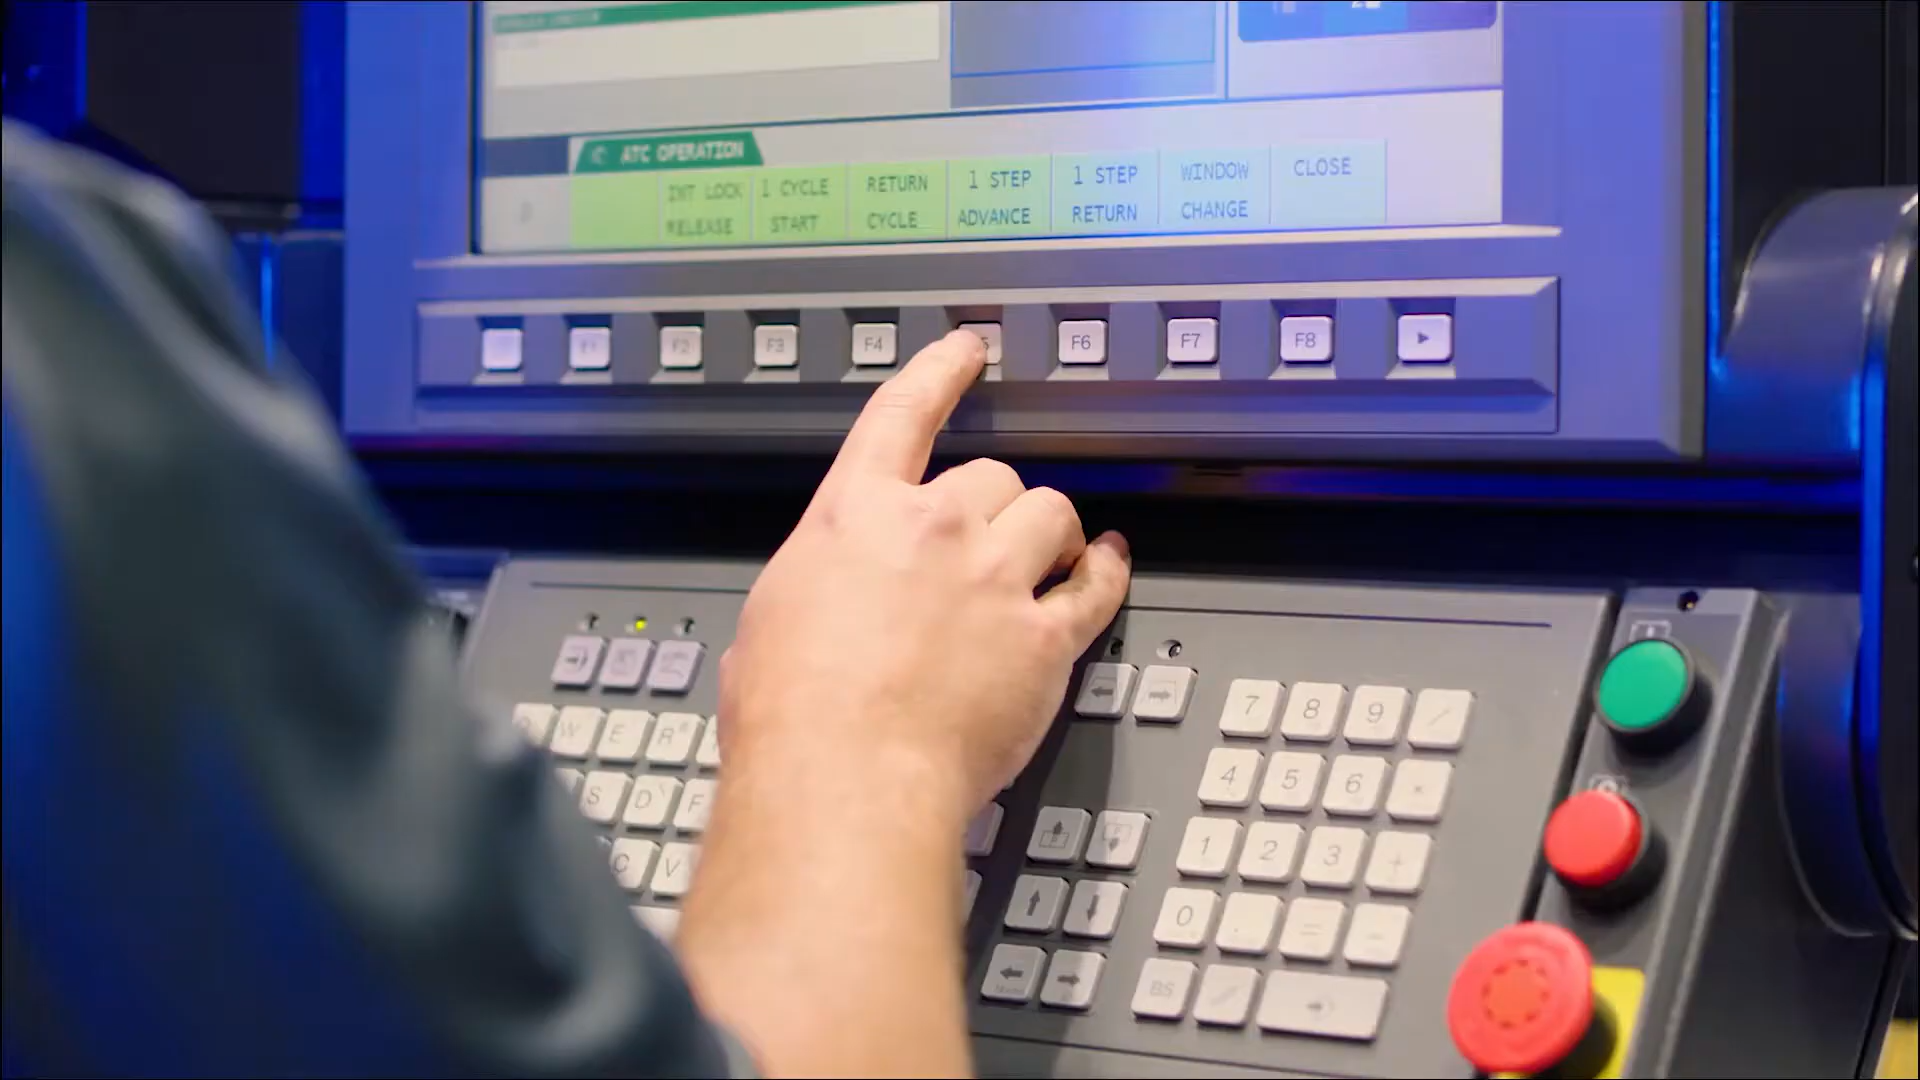 ATC OPERATION
INT LOCK RELEASE
1 CYCLE START
RETURN CYCLE
1 STEP ADVANCE
1 STEP RETURN
WINDOW CHANGE
CLOSE
F1 F2 F3 F4 5 F6 F7 F8
W E R
7 8 9
S D F
4 5 6
C V
1 2 3 +
0 . = -
BS